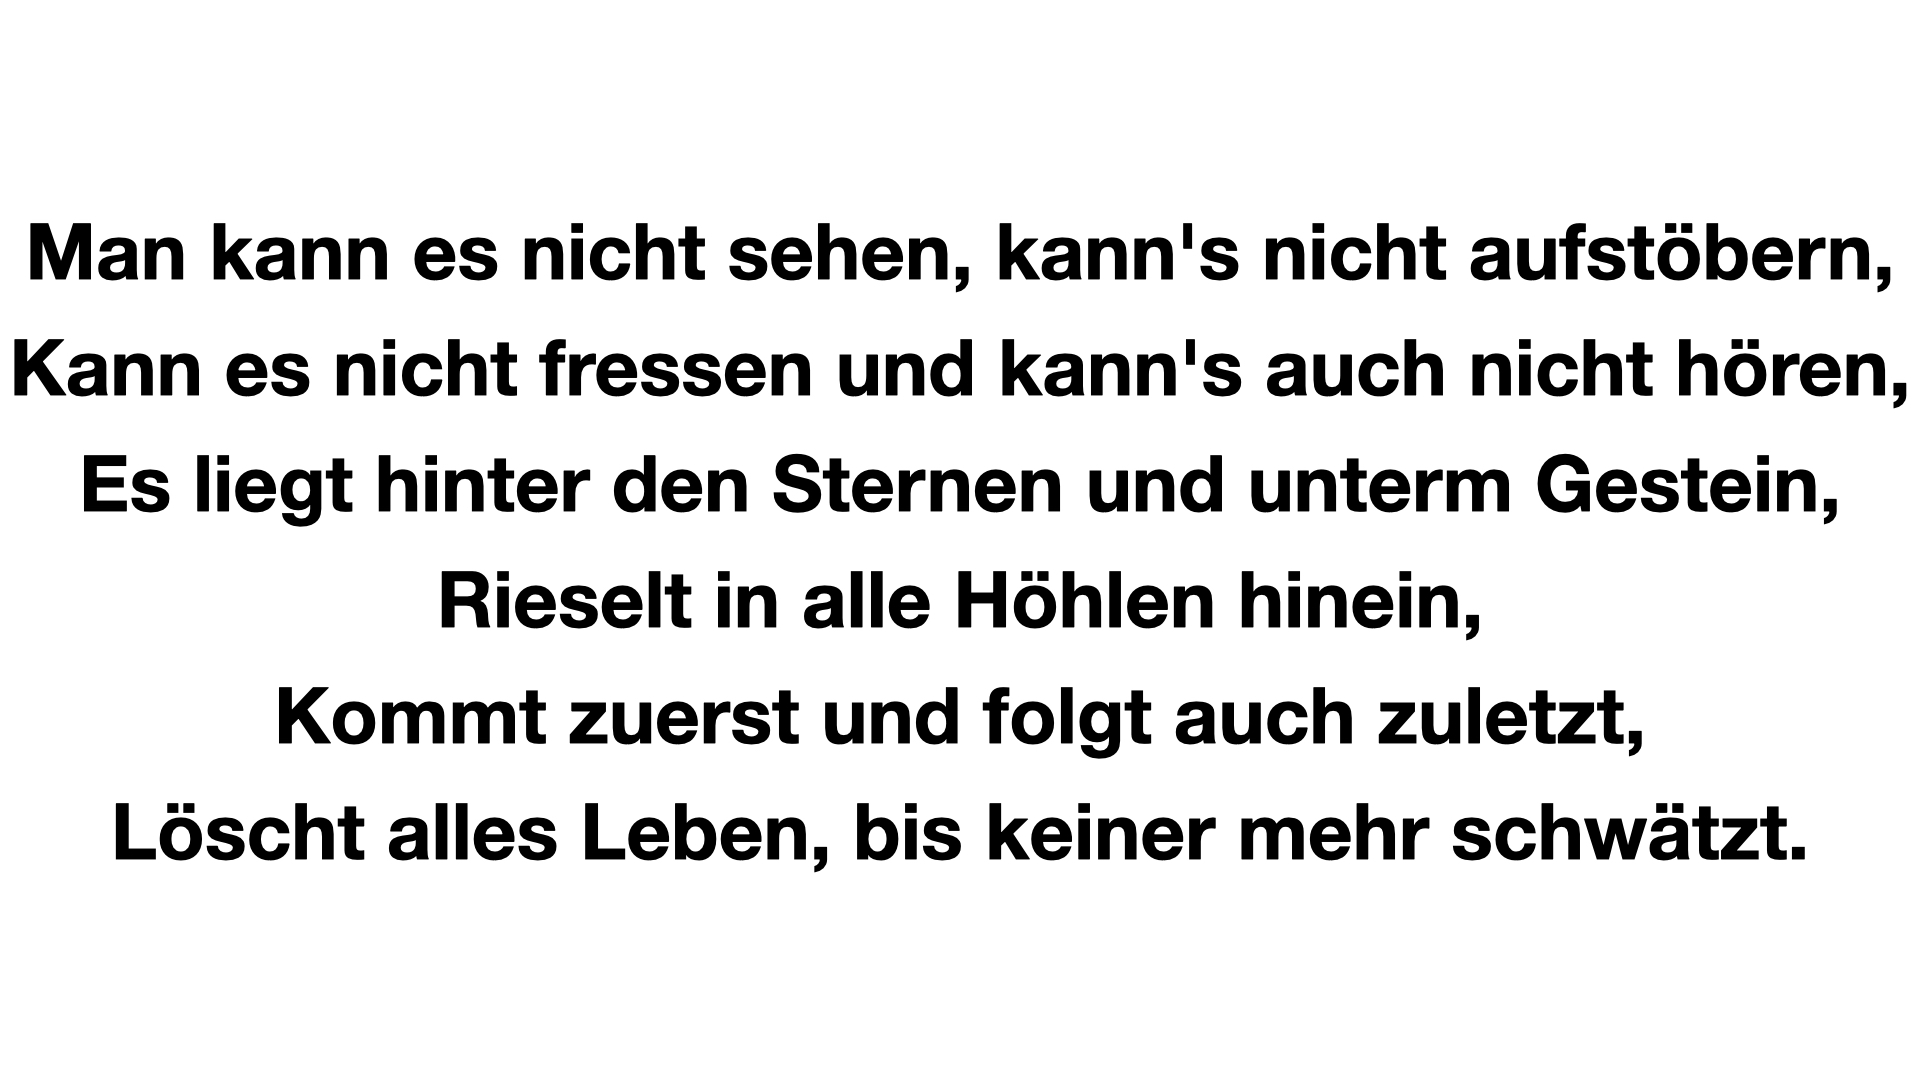 Man kann es nicht sehen, kann's nicht aufstöbern,
Kann es nicht fressen und kann's auch nicht hören,
Es liegt hinter den Sternen und unterm Gestein,
Rieselt in alle Höhlen hinein,
Kommt zuerst und folgt auch zuletzt,
Löscht alles Leben, bis keiner mehr schwätzt.